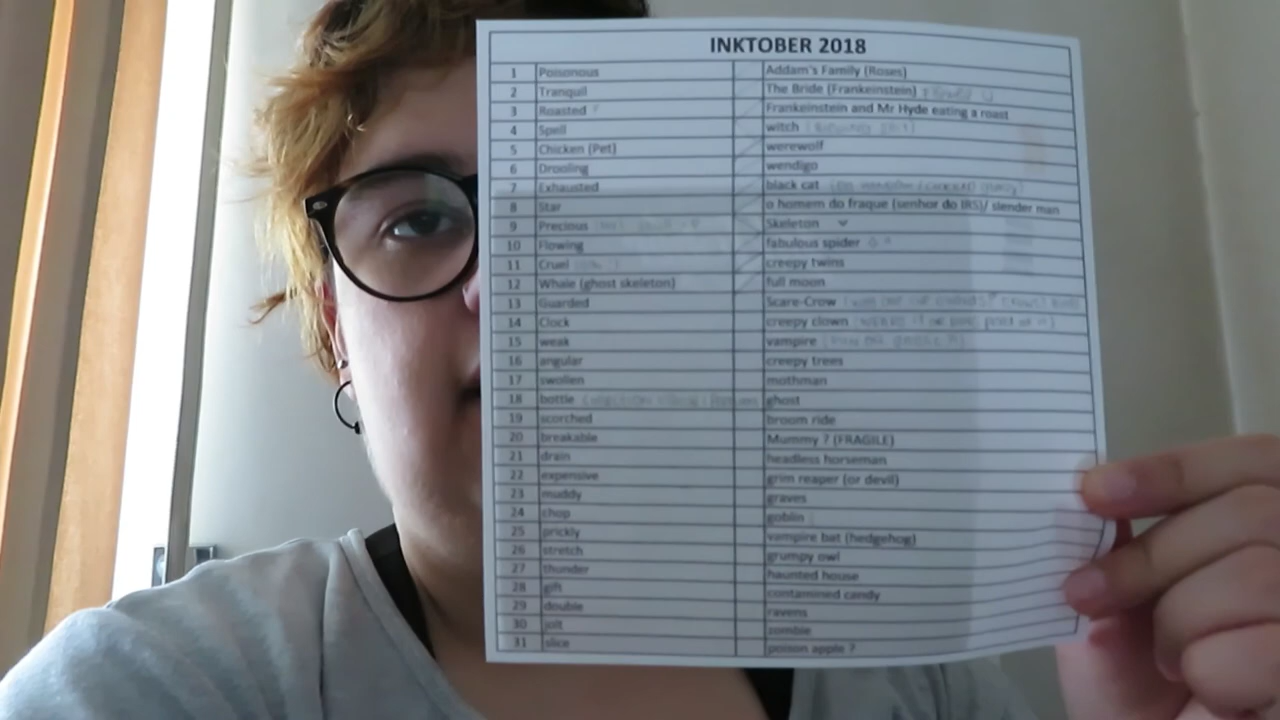 INKTOBER 2018
1 Poisonous Addam's Family (Roses)
2 Tranquil The Bride (Frankeinstein)
3 Roasted Frankeinstein and Mr Hyde eating a roast
4 Spell witch
5 Chicken (Pet) werewolf
6 Drooling wendigo
7 Exhausted black cat
8 Star o homem do fraque (senhor do IRS)/ slender man
9 Precious Skeleton
10 Flowing fabulous spider
11 Cruel creepy twins
12 Whale (ghost skeleton) full moon
13 Guarded Scare-Crow
14 Clock creepy clown
15 weak vampire
16 angular creepy trees
17 swollen mothman
18 bottle ghost
19 scorched broom ride
20 breakable Mummy ? (FRAGILE)
21 drain headless horseman
22 expensive grim reaper (or devil)
23 muddy graves
24 chop goblin
25 prickly vampire bat (hedgehog)
26 stretch grumpy owl
27 thunder haunted house
28 gift contamined candy
29 double ravens
30 jolt zombie
31 slice poison apple ?